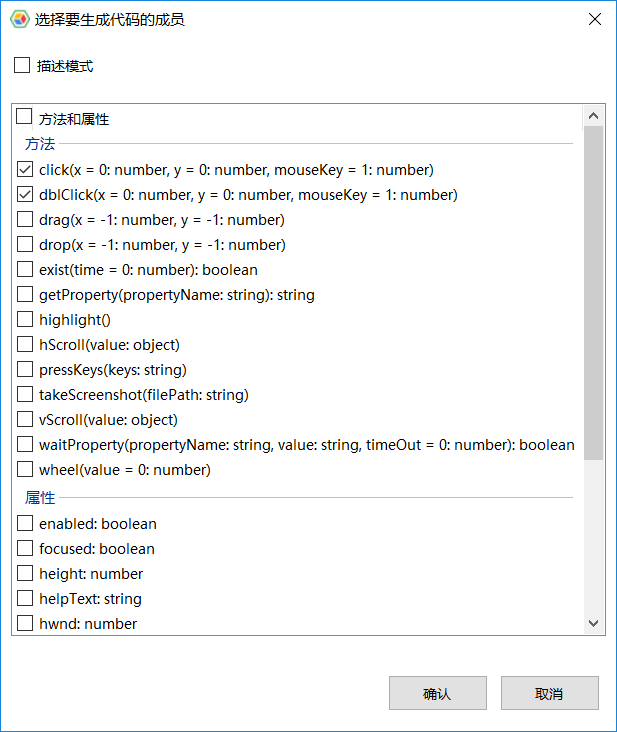 选择要生成代码的成员
描述模式
方法和属性
方法
click(x = 0: number, y = 0: number, mouseKey = 1: number)
dblClick(x = 0: number, y = 0: number, mouseKey = 1: number)
drag(x = -1: number, y = -1: number)
drop(x = -1: number, y = -1: number)
exist(time = 0: number): boolean
getProperty(propertyName: string): string
highlight()
hScroll(value: object)
pressKeys(keys: string)
takeScreenshot(filePath: string)
vScroll(value: object)
waitProperty(propertyName: string, value: string, timeOut = 0: number): boolean
wheel(value = 0: number)
属性
enabled: boolean
focused: boolean
height: number
helpText: string
hwnd: number
确认
取消